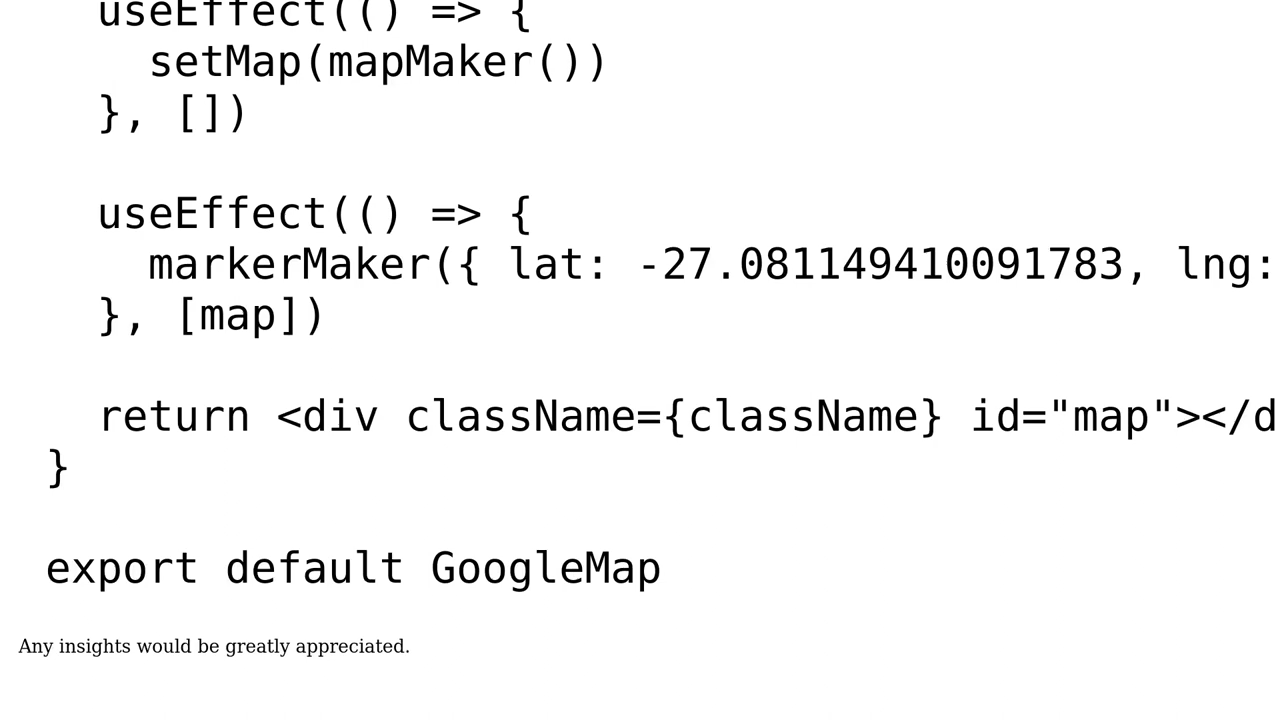 useEffect(() => {
setMap(mapMaker())
}, [])
useEffect(() => {
markerMaker({ lat: -27.081149410091783, lng:
}, [map])
return <div className={className} id="map"></d
}
export default GoogleMap
Any insights would be greatly appreciated.